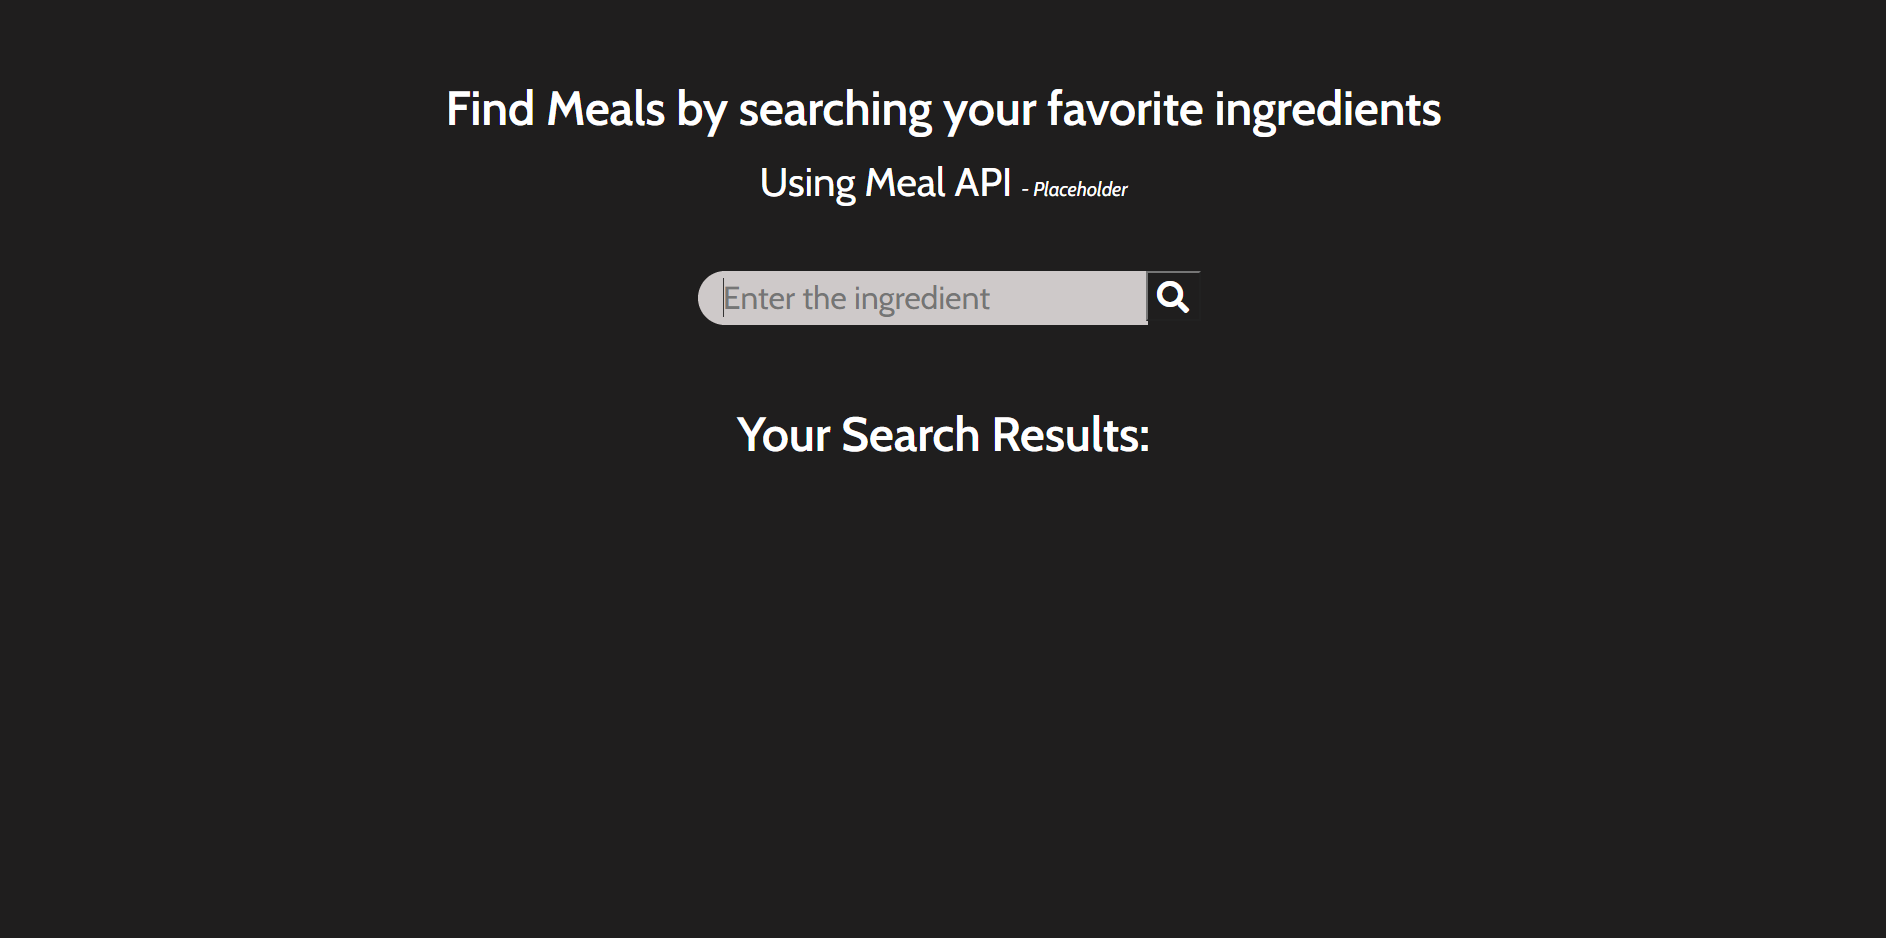 Find Meals by searching your favorite ingredients
Using Meal API - Placeholder
Enter the ingredient
Your Search Results: